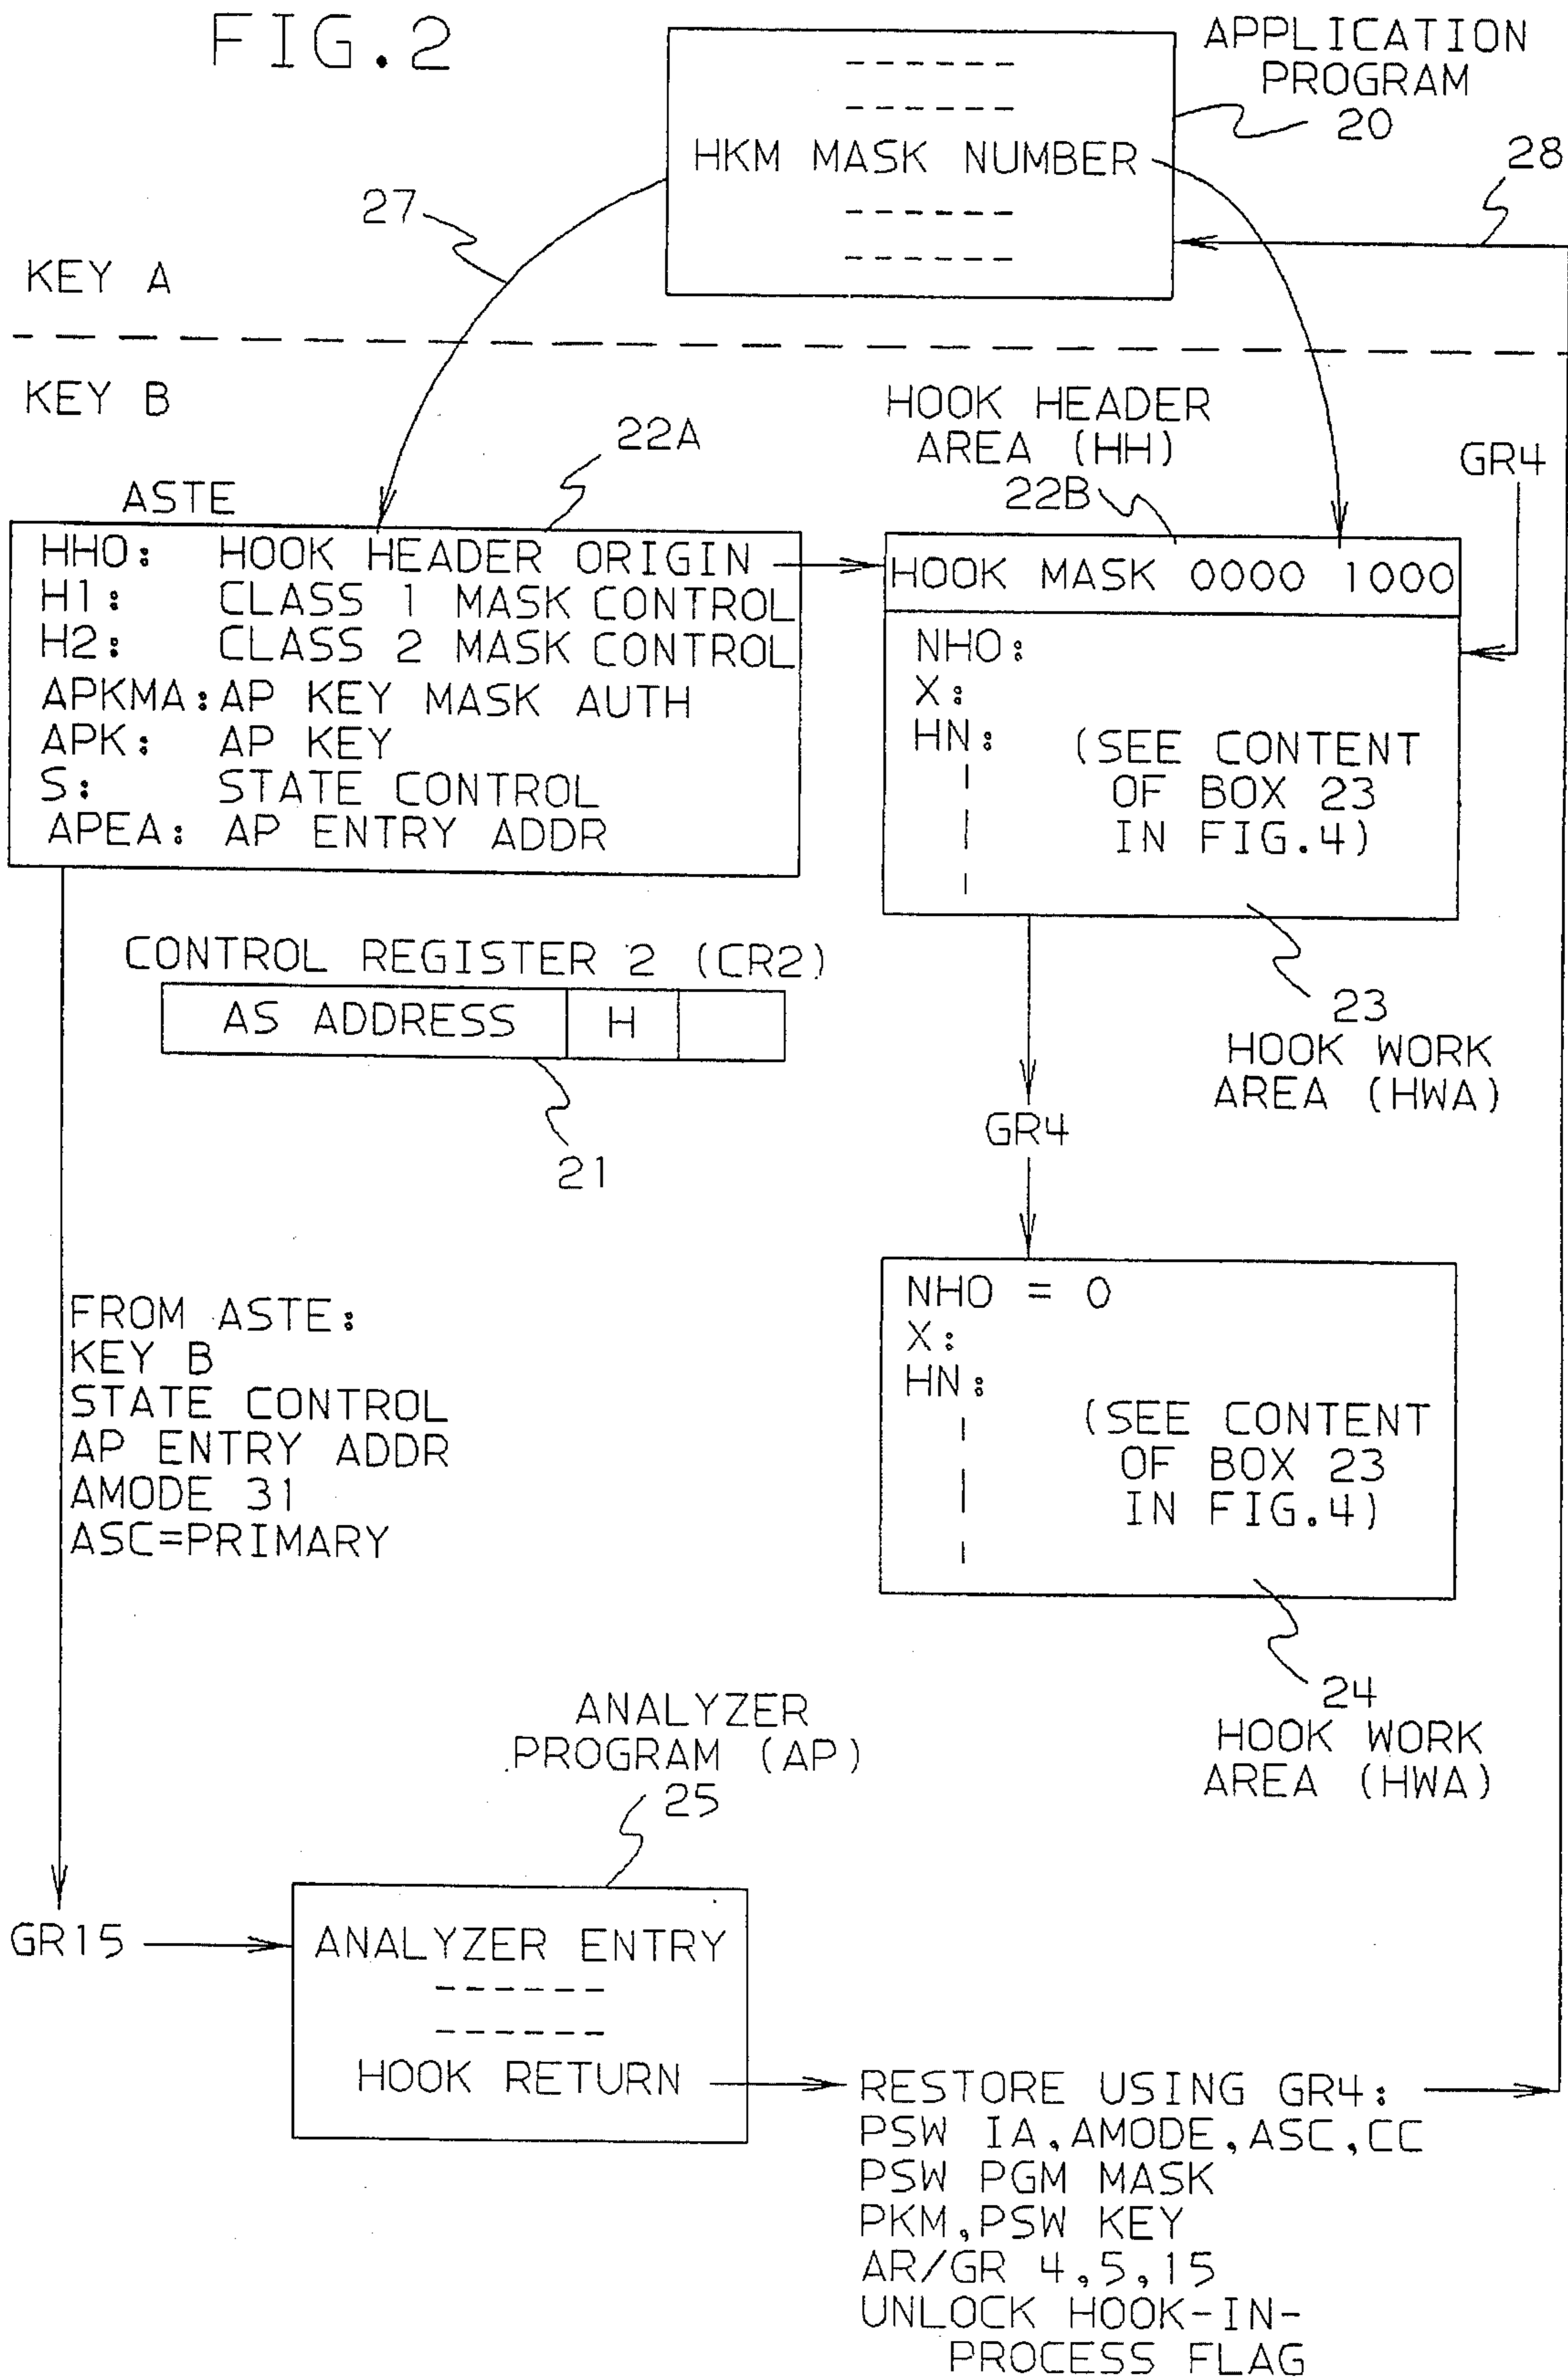 FIG.2
APPLICATION
PROGRAM
20
------
------
HKM MASK NUMBER
------
------
28
27
KEY A
KEY B
22A
HOOK HEADER
AREA (HH)
22B
GR4
ASTE
HHO: HOOK HEADER ORIGIN
H1: CLASS 1 MASK CONTROL
H2: CLASS 2 MASK CONTROL
APKMA: AP KEY MASK AUTH
APK: AP KEY
S: STATE CONTROL
APEA: AP ENTRY ADDR
HOOK MASK 0000 1000
NHO:
X:
HN:
(SEE CONTENT
OF BOX 23
IN FIG.4)
CONTROL REGISTER 2 (CR2)
AS ADDRESS H
21
23
HOOK WORK
AREA (HWA)
GR4
NHO = 0
X:
HN:
(SEE CONTENT
OF BOX 23
IN FIG.4)
24
HOOK WORK
AREA (HWA)
FROM ASTE:
KEY B
STATE CONTROL
AP ENTRY ADDR
AMODE 31
ASC=PRIMARY
ANALYZER
PROGRAM (AP)
25
GR15
ANALYZER ENTRY
------
------
HOOK RETURN
RESTORE USING GR4:
PSW IA,AMODE,ASC,CC
PSW PGM MASK
PKM,PSW KEY
AR/GR 4,5,15
UNLOCK HOOK-IN-
PROCESS FLAG